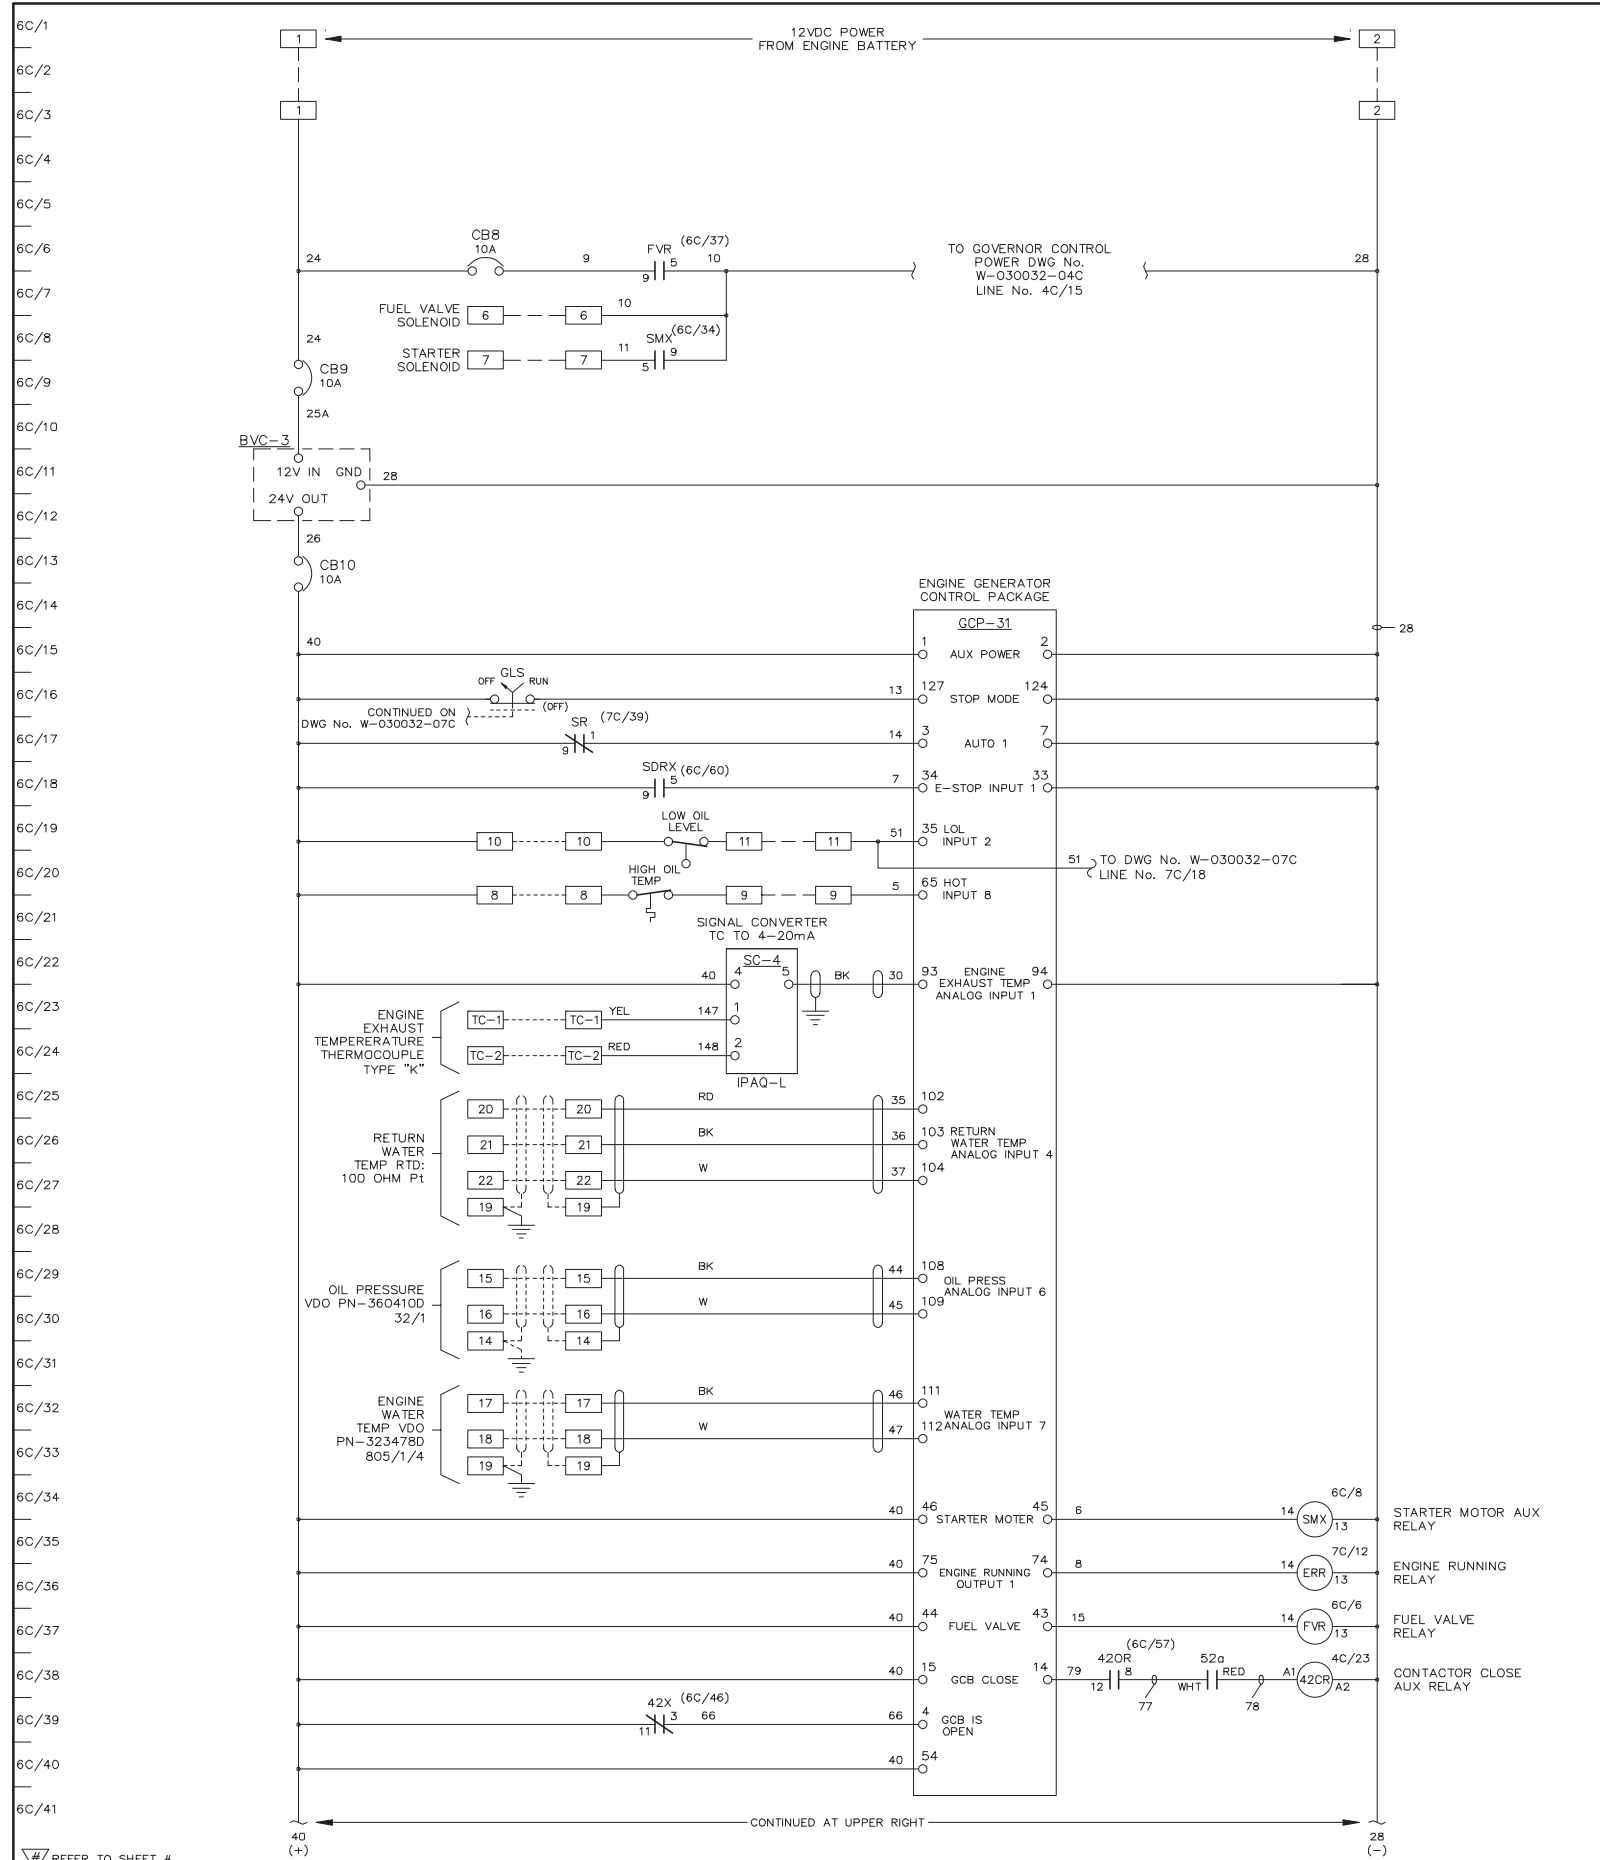 6C/1
1
12VDC POWER
FROM ENGINE BATTERY
2
6C/2
6C/3
1
2
6C/4
6C/5
6C/6
24
CB8
10A
9
FVR
(6C/37)
5
9
10
TO GOVERNOR CONTROL
POWER DWG No.
W-030032-04C
LINE No. 4C/15
28
6C/7
FUEL VALVE
SOLENOID
6
6
10
6C/8
24
STARTER
SOLENOID
7
7
11
SMX
(6C/34)
9
5
6C/9
CB9
10A
25A
6C/10
BVC-3
6C/11
12V IN GND
28
24V OUT
6C/12
26
6C/13
CB10
10A
6C/14
ENGINE GENERATOR
CONTROL PACKAGE
GCP-31
28
6C/15
40
1
AUX POWER
2
6C/16
GLS
OFF
RUN
(OFF)
13
127
STOP MODE
124
CONTINUED ON
DWG No. W-030032-07C
6C/17
SR
(7C/39)
1
9
14
3
AUTO 1
7
6C/18
SDRX
(6C/60)
5
9
7
34
E-STOP INPUT 1
33
6C/19
10
10
LOW OIL
LEVEL
11
11
51
35 LOL
INPUT 2
6C/20
51
TO DWG No. W-030032-07C
LINE No. 7C/18
8
8
HIGH OIL
TEMP
9
9
5
65 HOT
INPUT 8
6C/21
SIGNAL CONVERTER
TC TO 4-20mA
6C/22
SC-4
40
4
5
BK
30
93
ENGINE
EXHAUST TEMP
ANALOG INPUT 1
94
6C/23
ENGINE
EXHAUST
TEMPERERATURE
THERMOCOUPLE
TYPE "K"
TC-1
TC-1
YEL
147
1
6C/24
TC-2
TC-2
RED
148
2
IPAQ-L
6C/25
20
20
RD
35
102
6C/26
RETURN
WATER
TEMP RTD:
100 OHM Pt
21
21
BK
36
103 RETURN
WATER TEMP
ANALOG INPUT 4
6C/27
22
22
W
37
104
19
19
6C/28
6C/29
OIL PRESSURE
VDO PN-360410D
32/1
15
15
BK
44
108
OIL PRESS
ANALOG INPUT 6
6C/30
16
16
W
45
109
14
14
6C/31
6C/32
ENGINE
WATER
TEMP VDO
PN-323478D
805/1/4
17
17
BK
46
111
WATER TEMP
ANALOG INPUT 7
6C/33
18
18
W
47
112
19
19
6C/34
40
46
STARTER MOTER
45
6
14
SMX
13
6C/8
STARTER MOTOR AUX
RELAY
6C/35
40
75
ENGINE RUNNING
OUTPUT 1
74
8
14
ERR
13
7C/12
ENGINE RUNNING
RELAY
6C/36
6C/37
40
44
FUEL VALVE
43
15
14
FVR
13
6C/6
FUEL VALVE
RELAY
6C/38
40
15
GCB CLOSE
14
79
(6C/57)
42OR
8
12
77
52a
WHT
RED
78
A1
42CR
A2
4C/23
CONTACTOR CLOSE
AUX RELAY
6C/39
42X
(6C/46)
3
11
66
66
4
GCB IS
OPEN
6C/40
40
54
6C/41
CONTINUED AT UPPER RIGHT
40
(+)
28
(-)
# REFER TO SHEET #